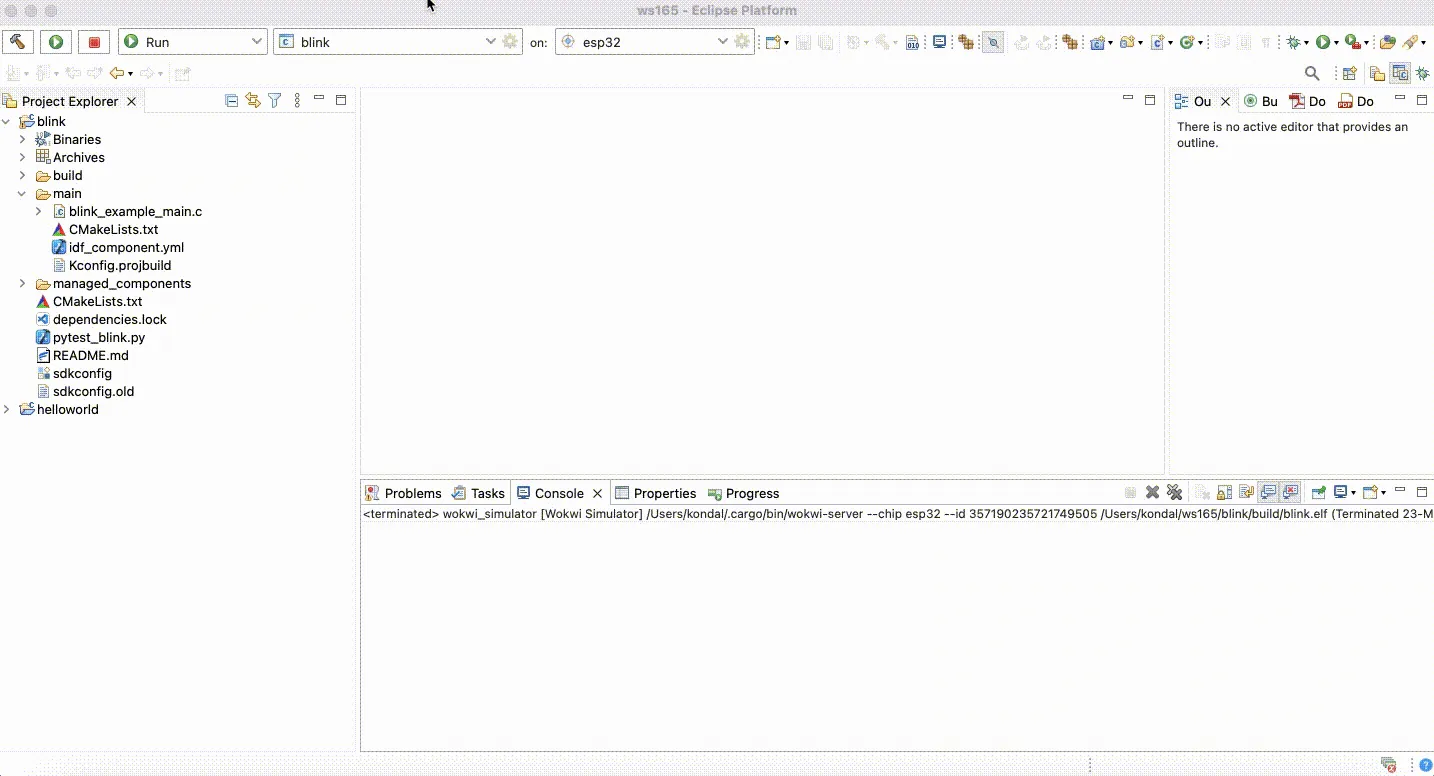 ws165 - Eclipse Platform
Run
blink
on:
esp32
010
Project Explorer
Ou
Bu
Do
Do
blink
Binaries
Archives
build
main
blink_example_main.c
CMakeLists.txt
idf_component.yml
Kconfig.projbuild
managed_components
CMakeLists.txt
dependencies.lock
pytest_blink.py
README.md
sdkconfig
sdkconfig.old
helloworld
There is no active editor that provides an
outline.
Problems
Tasks
Console
Properties
Progress
<terminated> wokwi_simulator [Wokwi Simulator] /Users/kondal/.cargo/bin/wokwi-server --chip esp32 --id 357190235721749505 /Users/kondal/ws165/blink/build/blink.elf (Terminated 23-M